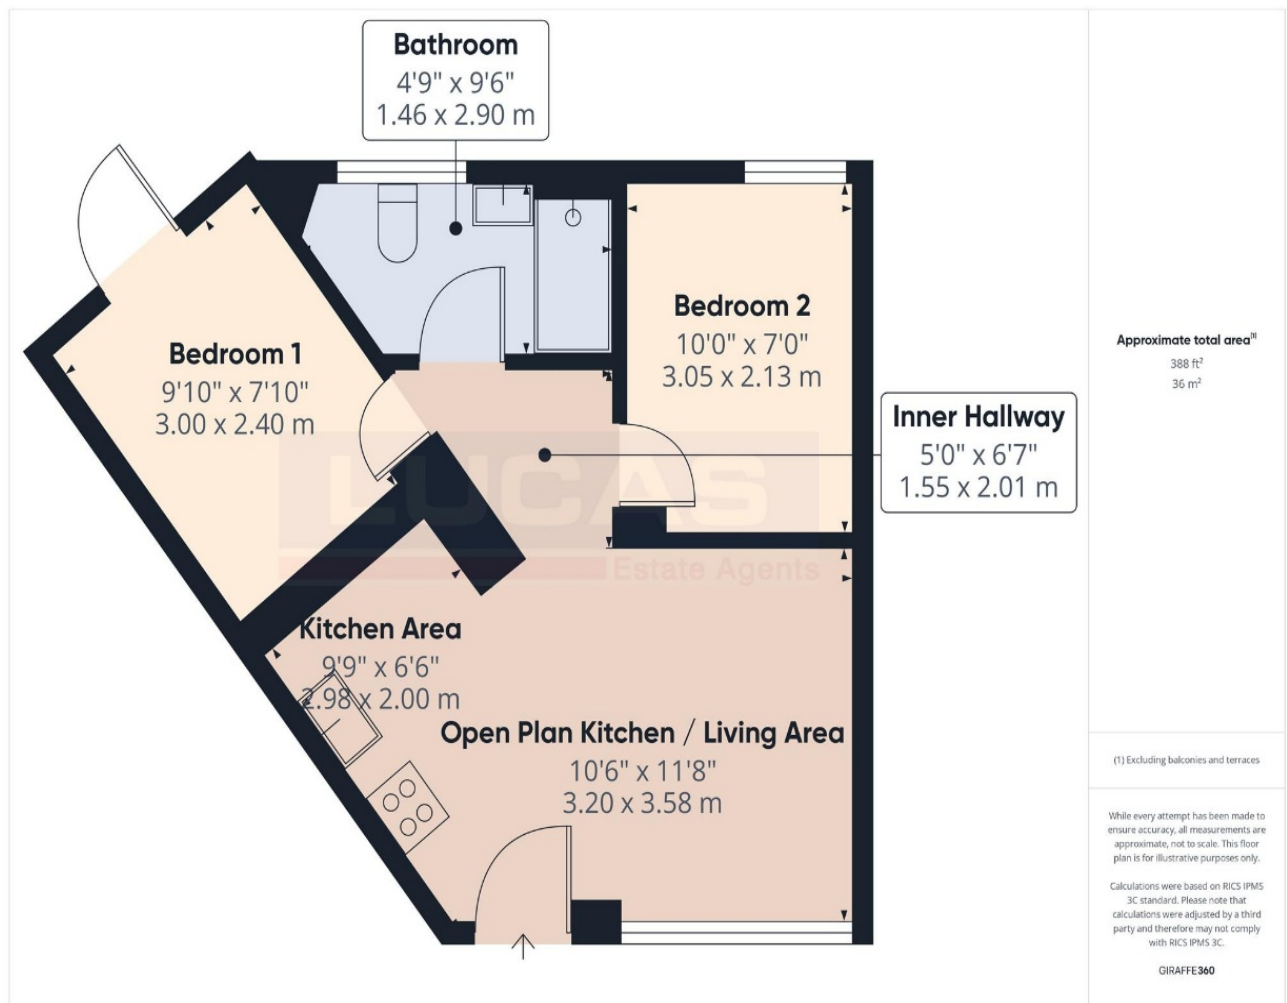 Bathroom
4'9" x 9'6"
1.46 x 2.90 m
Bedroom 1
9'10" x 7'10"
3.00 x 2.40 m
Bedroom 2
10'0" x 7'0"
3.05 x 2.13 m
Inner Hallway
5'0" x 6'7"
1.55 x 2.01 m
LUCAS
Estate Agents
Kitchen Area
9'9" x 6'6"
2.98 x 2.00 m
Open Plan Kitchen / Living Area
10'6" x 11'8"
3.20 x 3.58 m
Approximate total area(1)
388 ft²
36 m²
(1) Excluding balconies and terraces
While every attempt has been made to
ensure accuracy, all measurements are
approximate, not to scale. This floor
plan is for illustrative purposes only.
Calculations were based on RICS IPMS
3C standard. Please note that
calculations were adjusted by a third
party and therefore may not comply
with RICS IPMS 3C.
GIRAFFE360